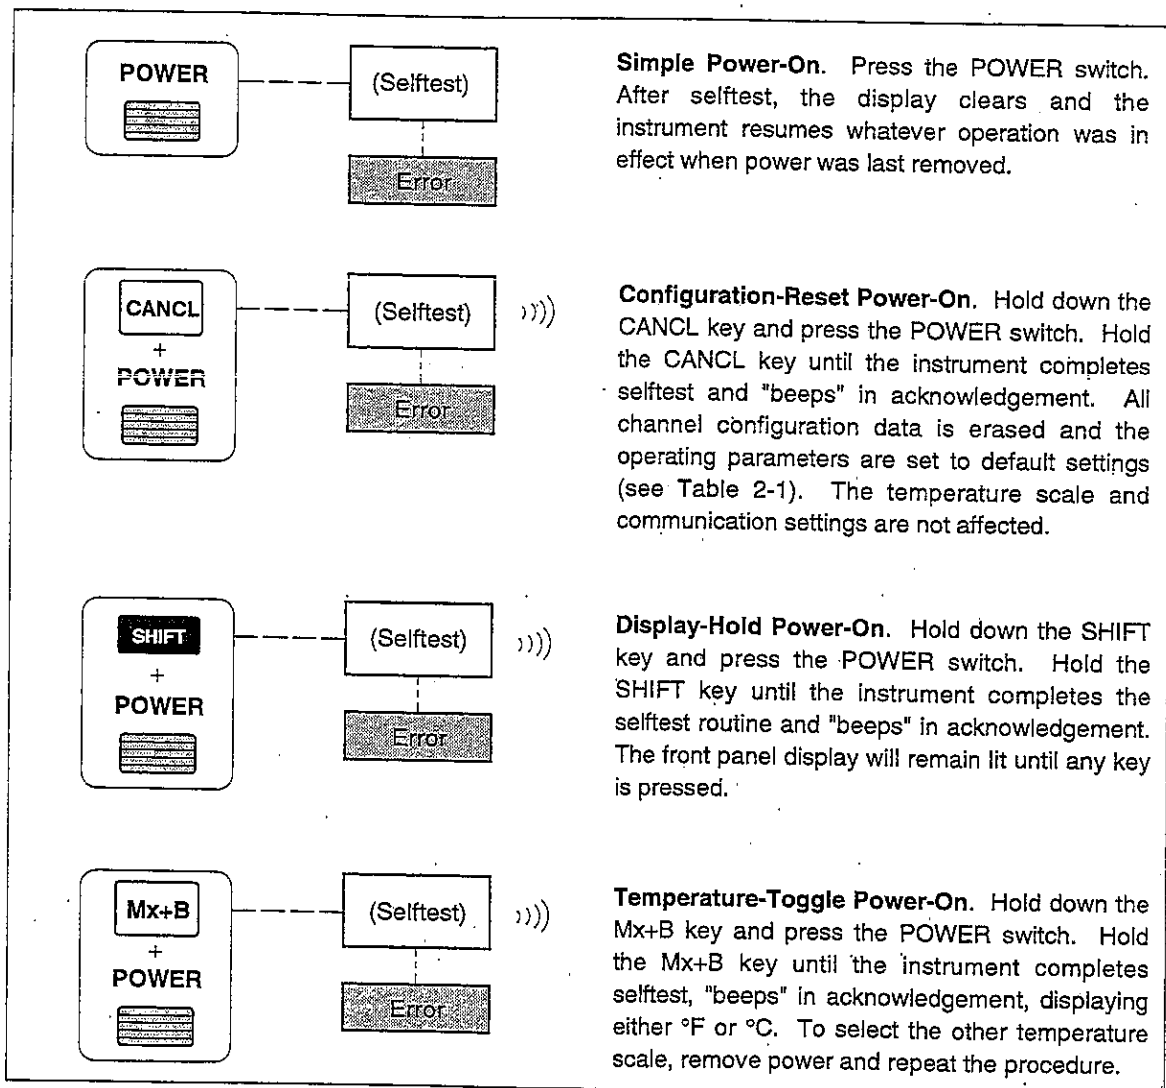 POWER
(Selftest)
Error
Simple Power-On. Press the POWER switch.
After selftest, the display clears and the
instrument resumes whatever operation was in
effect when power was last removed.
CANCL
+
POWER
(Selftest)
Error
Configuration-Reset Power-On. Hold down the
CANCL key and press the POWER switch. Hold
the CANCL key until the instrument completes
selftest and "beeps" in acknowledgement. All
channel configuration data is erased and the
operating parameters are set to default settings
(see Table 2-1). The temperature scale and
communication settings are not affected.
SHIFT
+
POWER
(Selftest)
Error
Display-Hold Power-On. Hold down the SHIFT
key and press the POWER switch. Hold the
SHIFT key until the instrument completes the
selftest routine and "beeps" in acknowledgement.
The front panel display will remain lit until any key
is pressed.
Mx+B
+
POWER
(Selftest)
Error
Temperature-Toggle Power-On. Hold down the
Mx+B key and press the POWER switch. Hold
the Mx+B key until the instrument completes
selftest, "beeps" in acknowledgement, displaying
either °F or °C. To select the other temperature
scale, remove power and repeat the procedure.